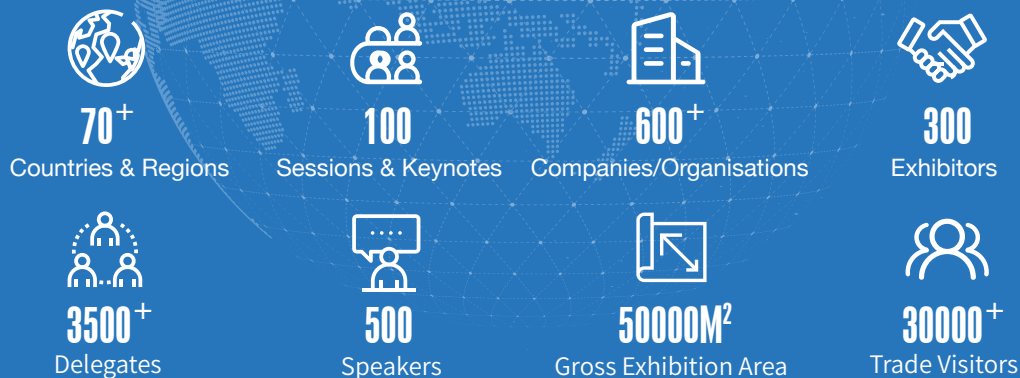 70+
Countries & Regions
100
Sessions & Keynotes
600+
Companies/Organisations
300
Exhibitors
3500+
Delegates
500
Speakers
50000M²
Gross Exhibition Area
30000+
Trade Visitors